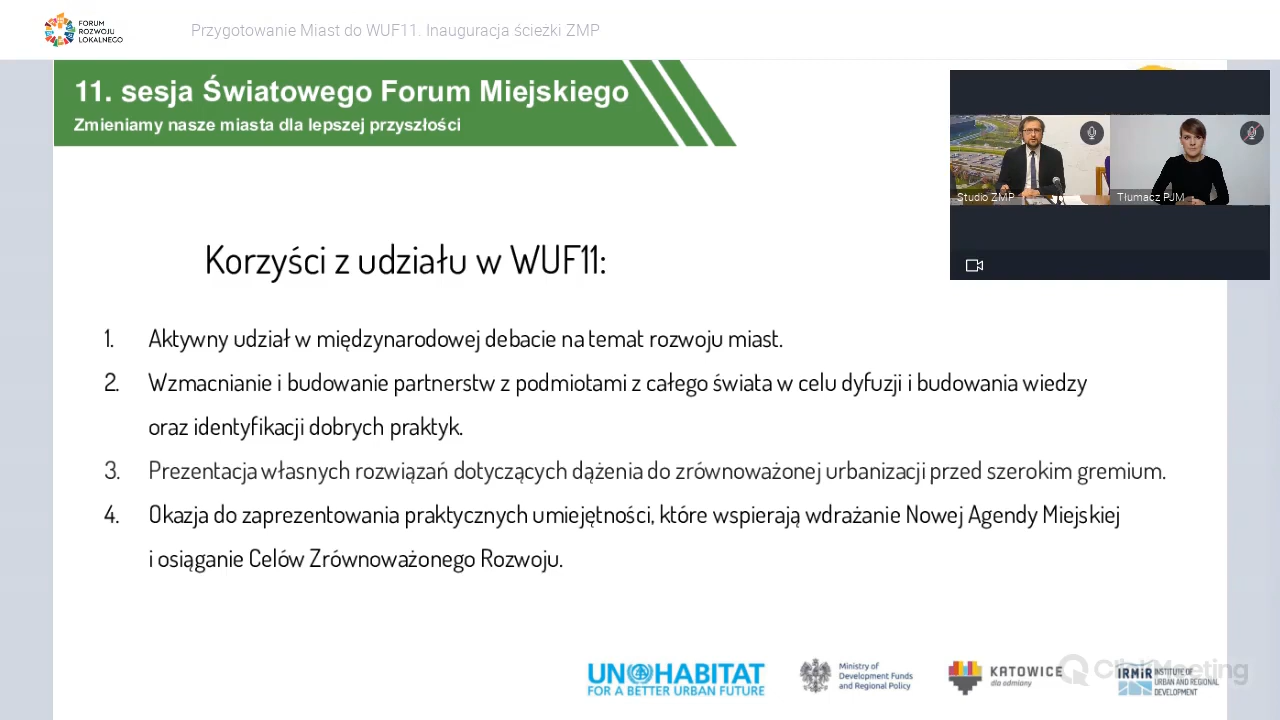 FORUM
ROZWOJU
LOKALNEGO
Przygotowanie Miast do WUF11. Inauguracja ścieżki ZMP
11. sesja Światowego Forum Miejskiego
Zmieniamy nasze miasta dla lepszej przyszłości
Studio ZMP
Tłumacz PJM
Korzyści z udziału w WUF11:
1. Aktywny udział w międzynarodowej debacie na temat rozwoju miast.
2. Wzmacnianie i budowanie partnerstw z podmiotami z całego świata w celu dyfuzji i budowania wiedzy
oraz identyfikacji dobrych praktyk.
3. Prezentacja własnych rozwiązań dotyczących dążenia do zrównoważonej urbanizacji przed szerokim gremium.
4. Okazja do zaprezentowania praktycznych umiejętności, które wspierają wdrażanie Nowej Agendy Miejskiej
i osiąganie Celów Zrównoważonego Rozwoju.
UN HABITAT
FOR A BETTER URBAN FUTURE
Ministry of
Development Funds
and Regional Policy
KATOWICE
dla odmiany
ClickMeeting
IRMiR INSTITUTE OF
URBAN AND REGIONAL
DEVELOPMENT